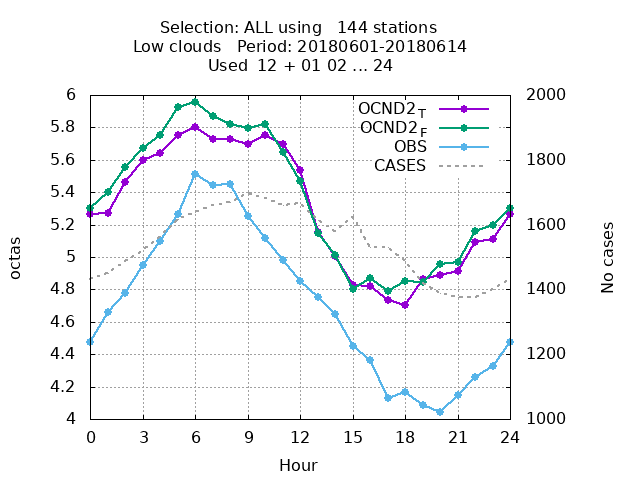 Selection: ALL using   144 stations
Low clouds   Period: 20180601-20180614
Used  12 + 01 02 ... 24
OCND2_T
OCND2_F
OBS
CASES
6
5.8
5.6
5.4
5.2
5
4.8
4.6
4.4
4.2
4
2000
1800
1600
1400
1200
1000
octas
No cases
0 3 6 9 12 15 18 21 24
Hour